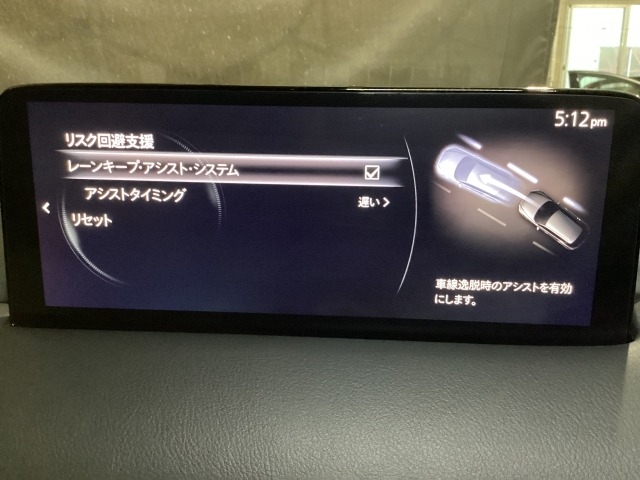 5:12pm
リスク回避支援
レーンキープ・アシスト・システム
アシストタイミング 遅い
リセット
車線逸脱時のアシストを有効
にします。